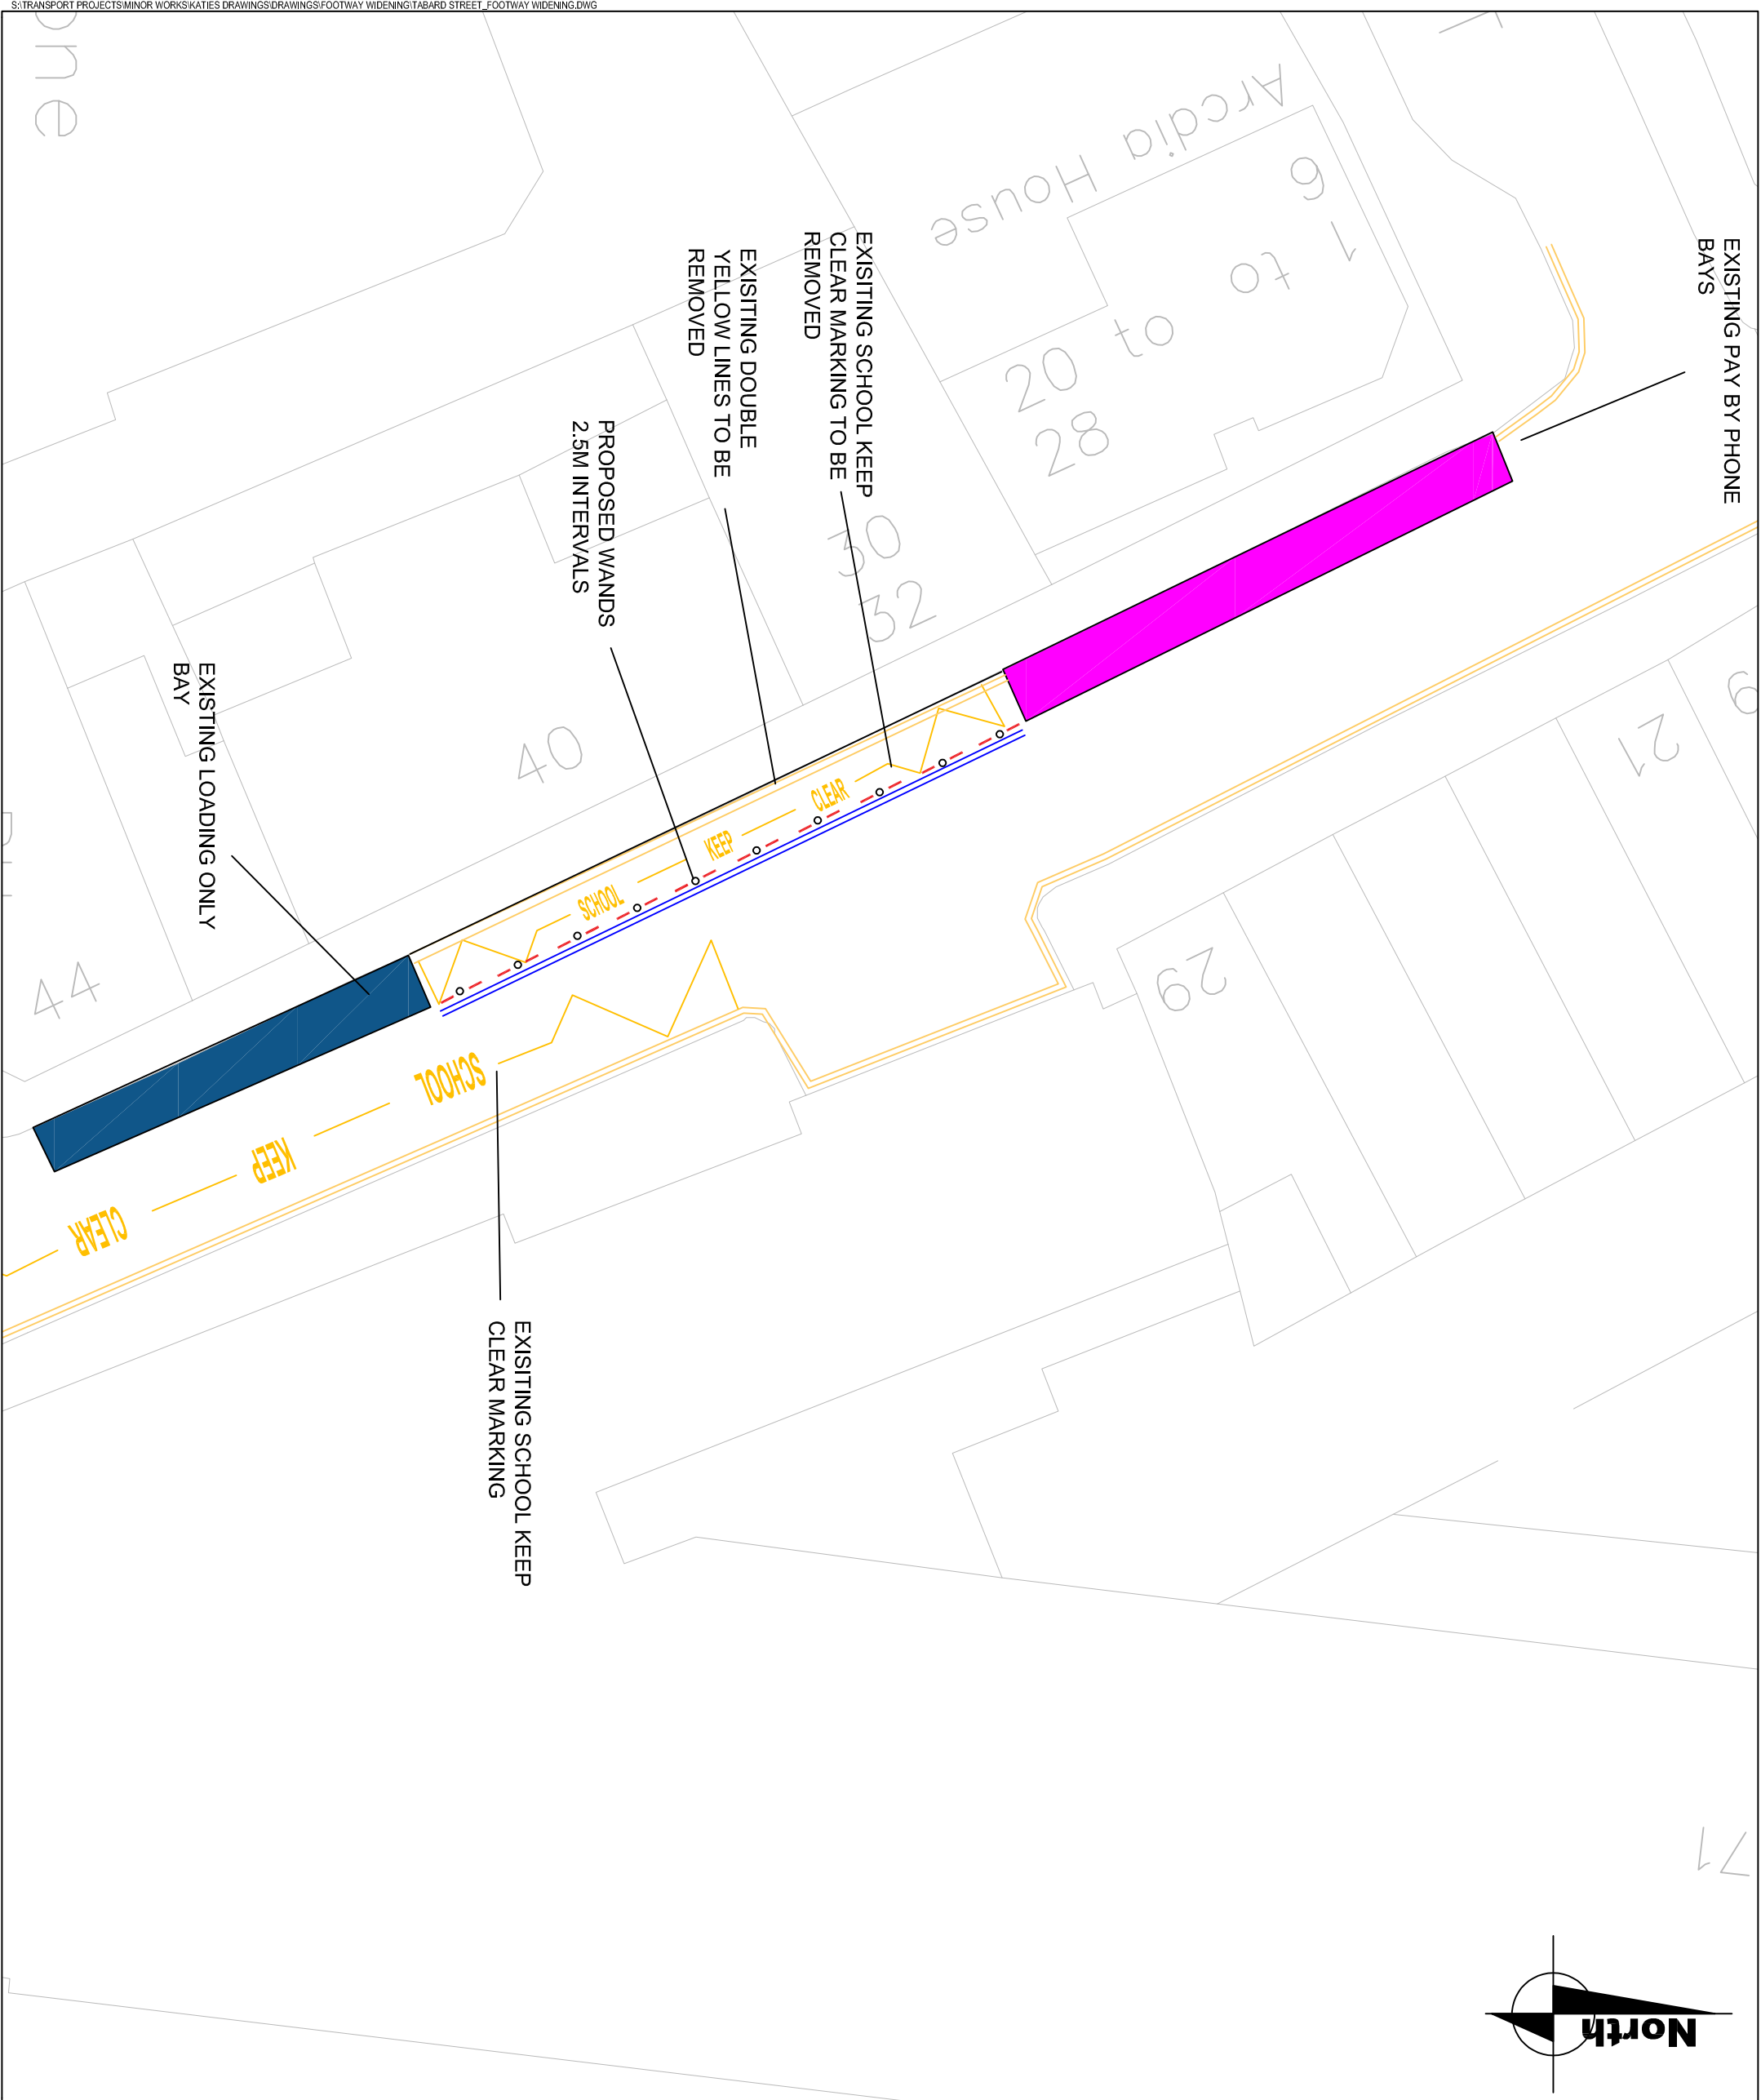 S:\TRANSPORT PROJECTS\MINOR WORKS\KATIES DRAWINGS\DRAWINGS\FOOTWAY WIDENING\TABARD STREET_FOOTWAY WIDENING.DWG
EXISTING PAY BY PHONE
BAYS
Arcdia House
1 to
20 to
28
30
32
EXISITING SCHOOL KEEP
CLEAR MARKING TO BE
REMOVED
EXISITING DOUBLE
YELLOW LINES TO BE
REMOVED
PROPOSED WANDS
2.5M INTERVALS
40
EXISTING LOADING ONLY
BAY
44
SCHOOL
KEEP
CLEAR
SCHOOL
KEEP
CLEAR
EXISITING SCHOOL KEEP
CLEAR MARKING
21
29
71
North